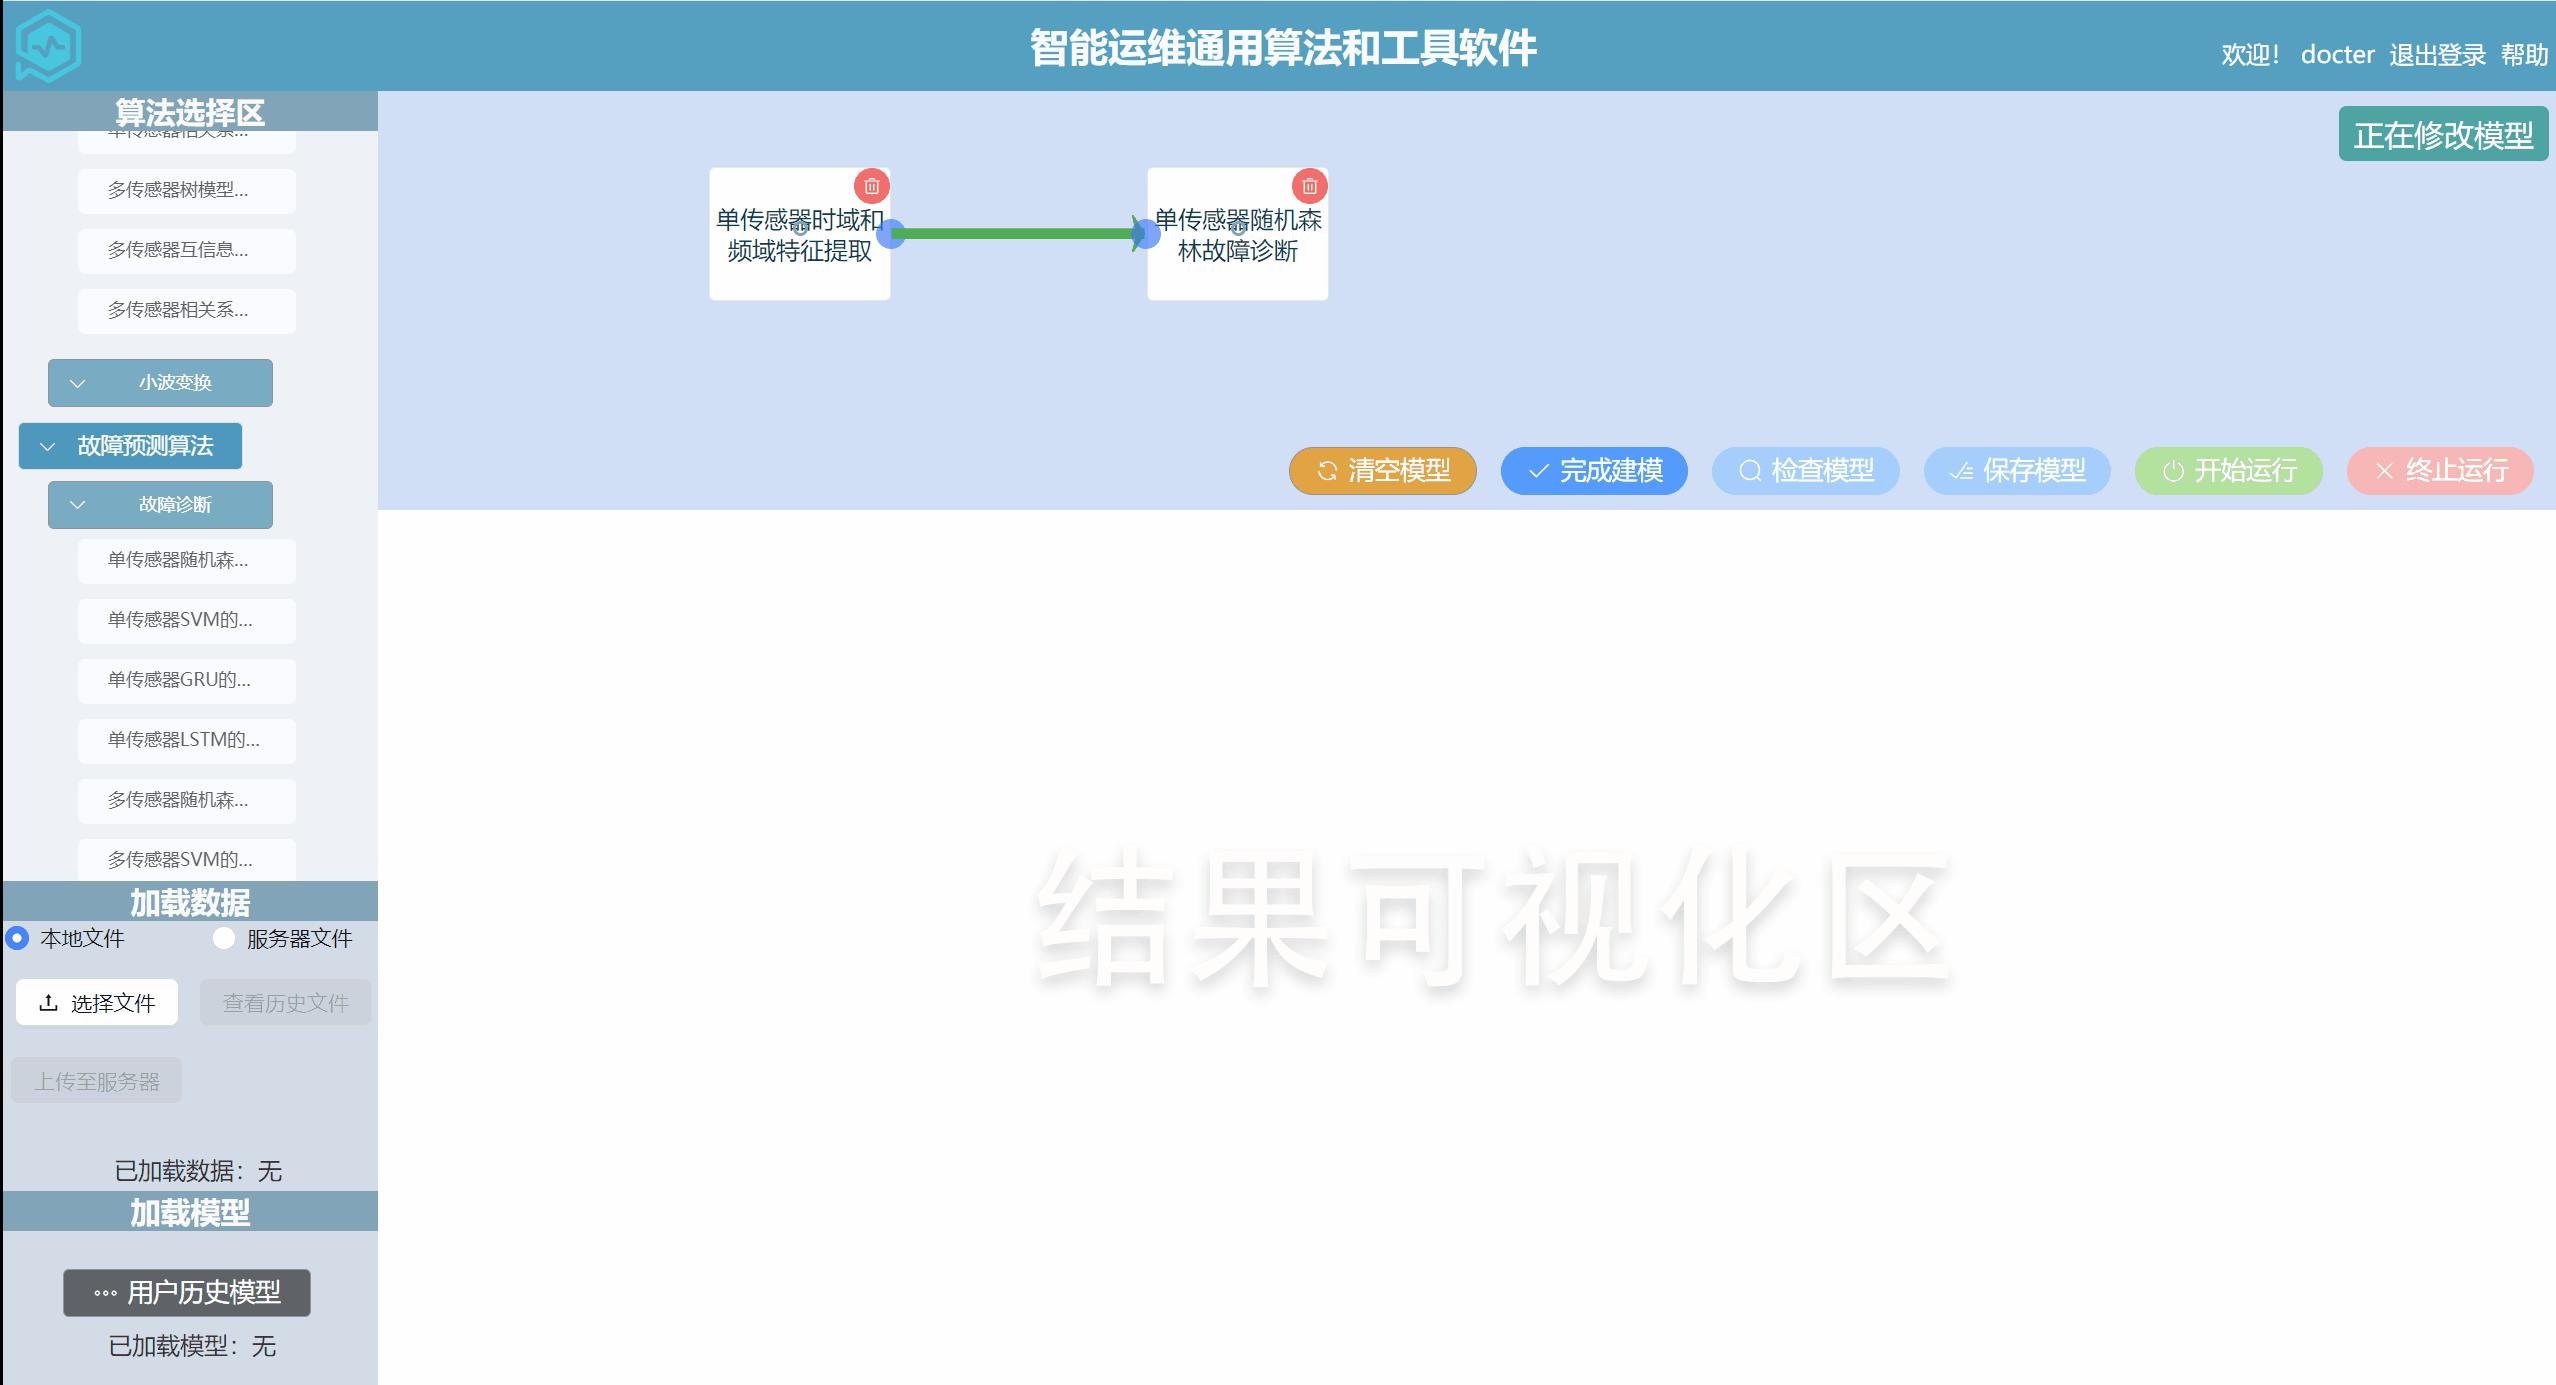 智能运维通用算法和工具软件
欢迎! docter 退出登录 帮助
算法选择区
单传感器相关系...
多传感器树模型...
多传感器互信息...
多传感器相关系...
小波变换
故障预测算法
故障诊断
单传感器随机森...
单传感器SVM的...
单传感器GRU的...
单传感器LSTM的...
多传感器随机森...
多传感器SVM的...
加载数据
本地文件
服务器文件
选择文件
查看历史文件
上传至服务器
已加载数据：无
加载模型
用户历史模型
已加载模型：无
正在修改模型
单传感器时域和
频域特征提取
单传感器随机森
林故障诊断
清空模型
完成建模
检查模型
保存模型
开始运行
终止运行
结果可视化区